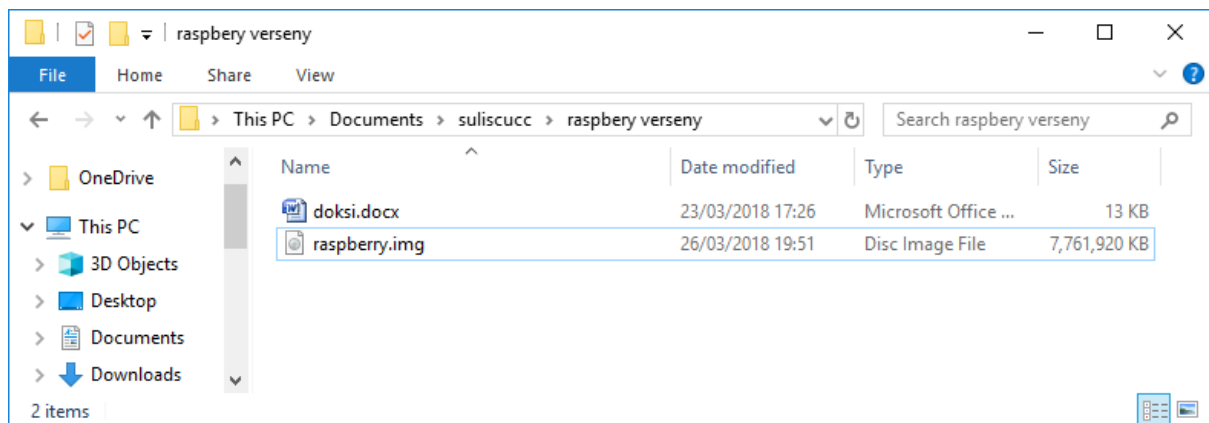 raspbery verseny
File Home Share View
This PC > Documents > suliscucc > raspbery verseny Search raspbery verseny
OneDrive
This PC
3D Objects
Desktop
Documents
Downloads
Name Date modified Type Size
doksi.docx 23/03/2018 17:26 Microsoft Office ... 13 KB
raspberry.img 26/03/2018 19:51 Disc Image File 7,761,920 KB
2 items